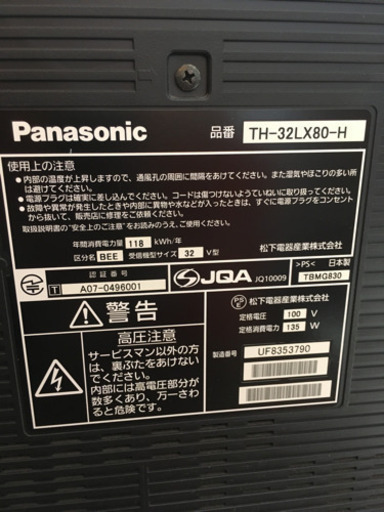 Panasonic 品番 TH-32LX80-H
使用上の注意
● 内部の温度が上昇しますので、通風孔の周囲に間隔をあけてください。また湿気やほこりの多い所
は避けてください。
● 電源プラグは確実に差し込んでください。コードは傷つけないようていねいに取扱ってください。
● 故障や異常が発生したときや内部に異物や水などが入ったときは、すぐに電源プラグをコンセント
から抜いて、販売店に修理をご依頼ください。
取扱説明書の"安全上のご注意"をお読みのうえ、ご使用ください。
年間消費電力量 118 kWh/年
区分名 BEE 受信機型サイズ 32 V型
松下電器産業株式会社
認証番号
T A07-0496001
JQA JQ10009
>PS< 日本製
TBMG830
警告
高圧注意
サービスマン以外の方
は、裏ぶたをあけないで
ください。
内部には高電圧部分が
数多くあり、万一さわ
ると危険です。
PS E 松下電器産業株式会社
定格電圧 100 V
定格消費電力 135 W
製造番号 UF8353790